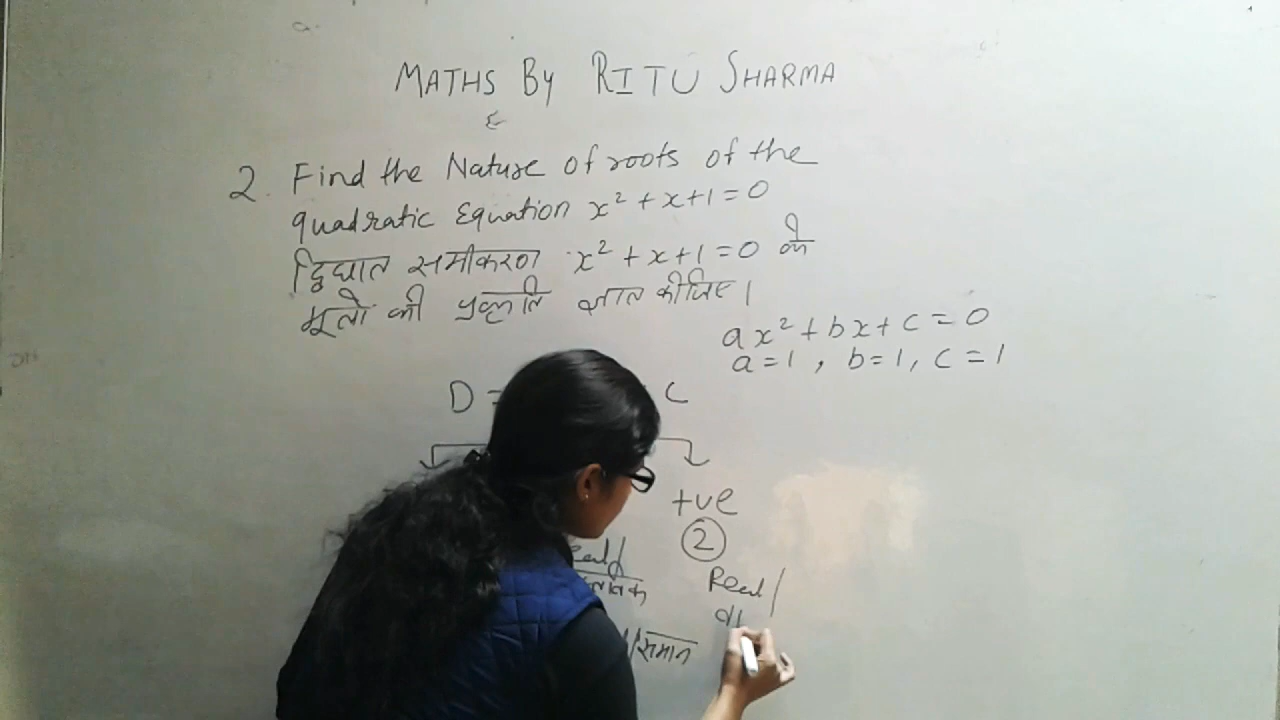 MATHS BY RITU SHARMA
2. Find the Nature of roots of the
quadratic Equation x² + x + 1 = 0
द्विघात समीकरण x² + x + 1 = 0 के
मूलो की प्रकृति ज्ञात कीजिए।
ax² + bx + c = 0
a = 1, b = 1, c = 1
D = C
+ve
2
Real/
समान